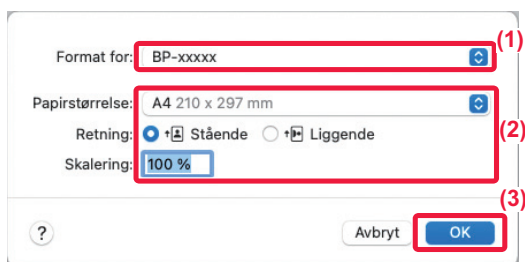 (1)
Format for: BP-xxxxx
Papirstørrelse: A4 210 x 297 mm
Retning: Stående Liggende
(2)
Skalering: 100 %
(3)
? Avbryt OK